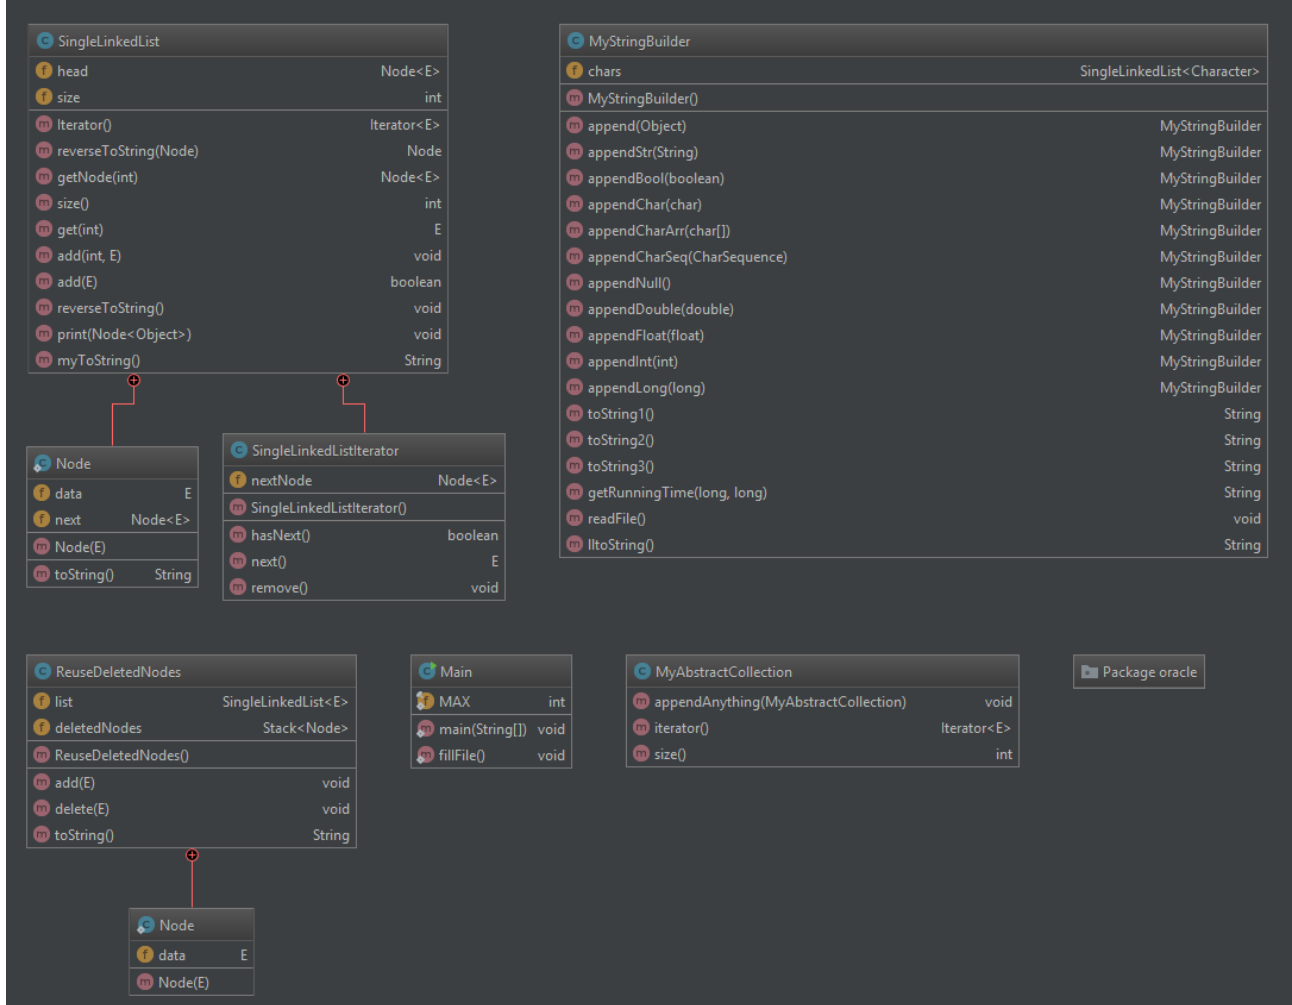 SingleLinkedList
head Node<E>
size int
Iterator() Iterator<E>
reverseToString(Node) Node
getNode(int) Node<E>
size() int
get(int) E
add(int, E) void
add(E) boolean
reverseToString() void
print(Node<Object>) void
myToString() String
MyStringBuilder
chars SingleLinkedList<Character>
MyStringBuilder()
append(Object) MyStringBuilder
appendStr(String) MyStringBuilder
appendBool(boolean) MyStringBuilder
appendChar(char) MyStringBuilder
appendCharArr(char[]) MyStringBuilder
appendCharSeq(CharSequence) MyStringBuilder
appendNull() MyStringBuilder
appendDouble(double) MyStringBuilder
appendFloat(float) MyStringBuilder
appendInt(int) MyStringBuilder
appendLong(long) MyStringBuilder
toString1() String
toString2() String
toString3() String
getRunningTime(long, long) String
readFile() void
lltoString() String
Node
data E
next Node<E>
Node(E)
toString() String
SingleLinkedListIterator
nextNode Node<E>
SingleLinkedListIterator()
hasNext() boolean
next() E
remove() void
ReuseDeletedNodes
list SingleLinkedList<E>
deletedNodes Stack<Node>
ReuseDeletedNodes()
add(E) void
delete(E) void
toString() String
Main
MAX int
main(String[]) void
fillFile() void
MyAbstractCollection
appendAnything(MyAbstractCollection) void
iterator() Iterator<E>
size() int
Package oracle
Node
data E
Node(E)